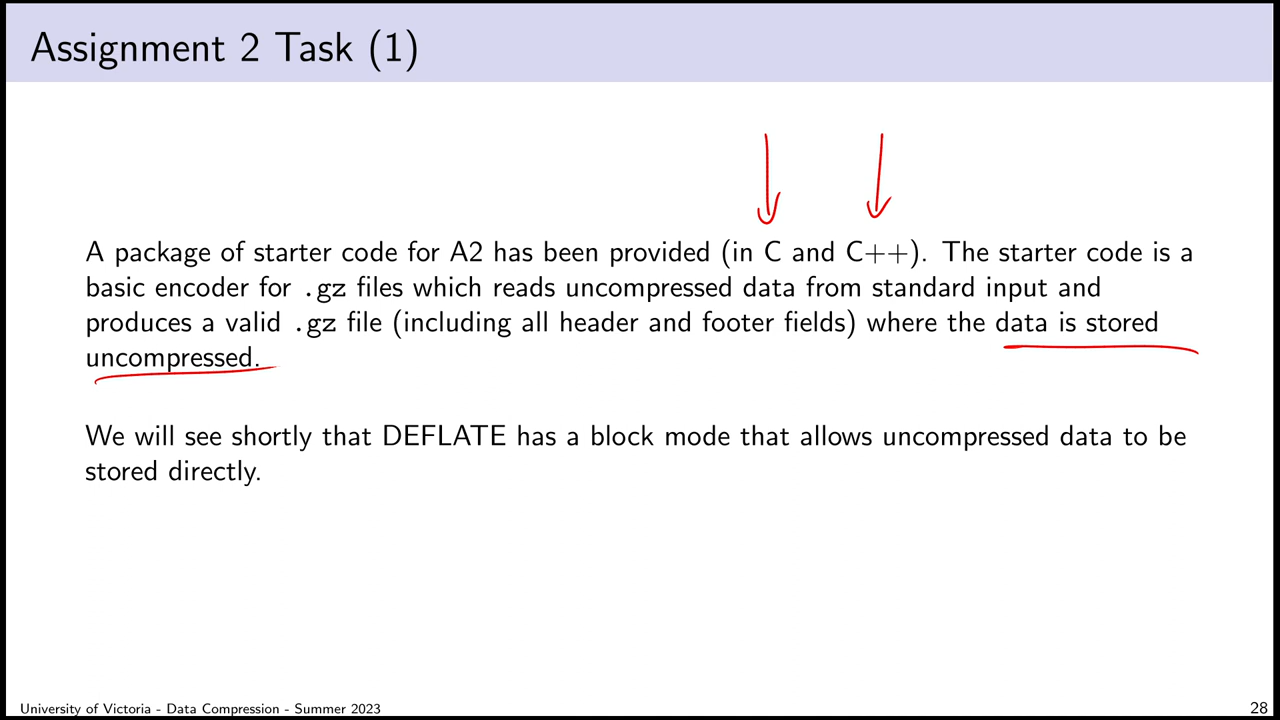 Assignment 2 Task (1)
A package of starter code for A2 has been provided (in C and C++). The starter code is a
basic encoder for .gz files which reads uncompressed data from standard input and
produces a valid .gz file (including all header and footer fields) where the data is stored
uncompressed.
We will see shortly that DEFLATE has a block mode that allows uncompressed data to be
stored directly.
University of Victoria - Data Compression - Summer 2023
28